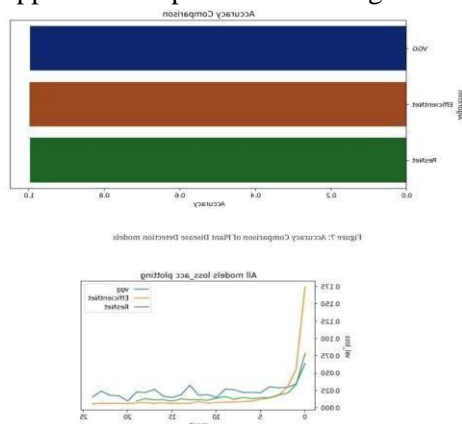 Accuracy Comparison
VGG
EfficientNet
ResNet
0.0 0.2 0.4 0.6 0.8 1.0
Accuracy
Figure 7: Accuracy Comparison of Plant Disease Detection models
All models loss_acc plotting
vgg
EfficientNet
ResNet
0.175
0.150
0.125
0.100
0.075
0.050
0.025
0.000
val_loss
0 5 10 15 20 25